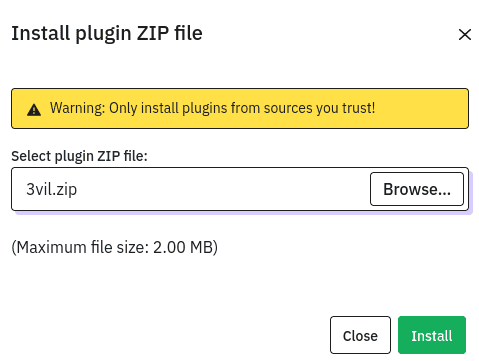 Install plugin ZIP file
Warning: Only install plugins from sources you trust!
Select plugin ZIP file:
3vil.zip
Browse...
(Maximum file size: 2.00 MB)
Close
Install